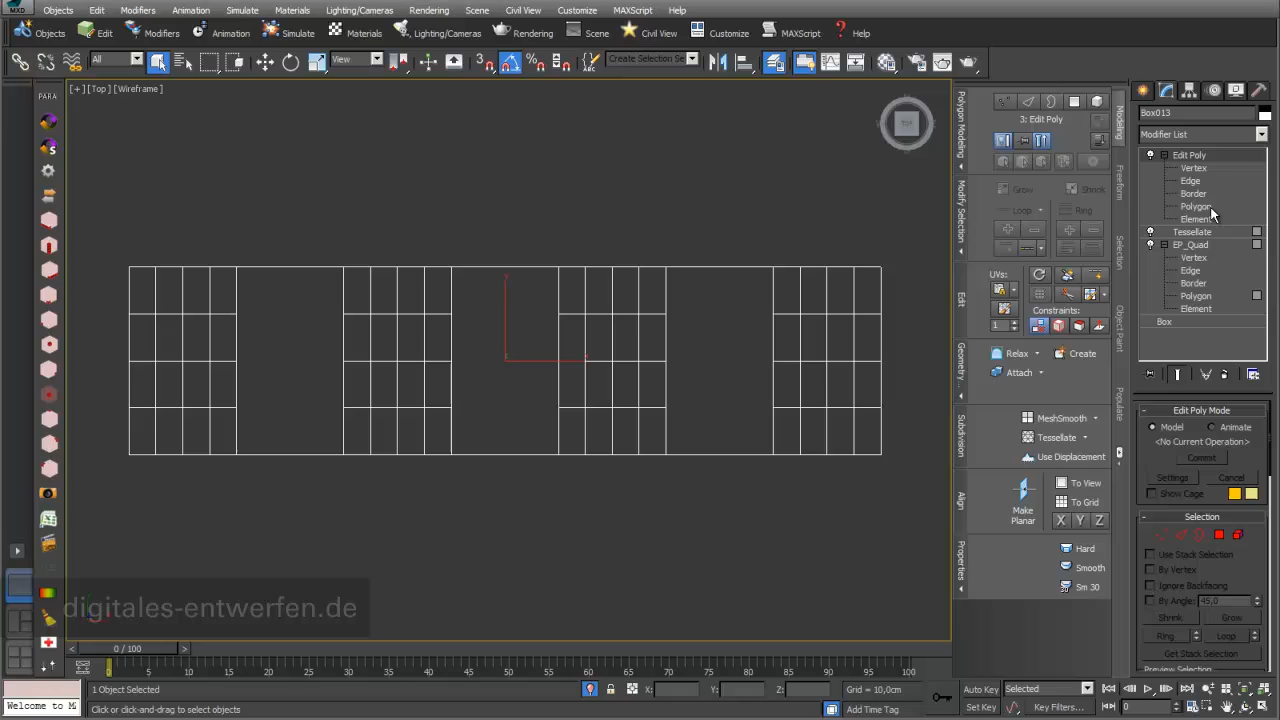 MXD Objects Edit Modifiers Animation Simulate Materials Lighting/Cameras Rendering Scene Civil View Customize MAXScript Help
Objects Edit Modifiers Animation Simulate Materials Lighting/Cameras Rendering Scene Civil View Customize MAXScript Help
All View 3 Create Selection Se
[+] [Top] [Wireframe]
TOP
PARA
S
digitales-entwerfen.de
Polygon Modeling
Modify Selection
Edit
Geometry...
Subdivision
Align
Properties
3: Edit Poly
Grow Shrink
Loop Ring
UVs:
1
Constraints:
Relax Create
Attach
MeshSmooth
Tessellate
Use Displacement
Make Planar
To View
To Grid
X Y Z
Hard
Smooth
Sm 30
Modeling
Freeform
Selection
Object Paint
Populate
Box013
Modifier List
Edit Poly
Vertex
Edge
Border
Polygon
Element
Tessellate
EP_Quad
Vertex
Edge
Border
Polygon
Element
Box
Edit Poly Mode
Model Animate
<No Current Operation>
Commit
Settings Cancel
Show Cage
Selection
Use Stack Selection
By Vertex
Ignore Backfacing
By Angle: 45,0
Shrink Grow
Ring Loop
Get Stack Selection
Preview Selection
< 0 / 100 >
0 5 10 15 20 25 30 35 40 45 50 55 60 65 70 75 80 85 90 95 100
1 Object Selected X: Y: Z: Grid = 10,0cm Auto Key Selected
Welcome to M Click or click-and-drag to select objects Add Time Tag Set Key Key Filters... 0